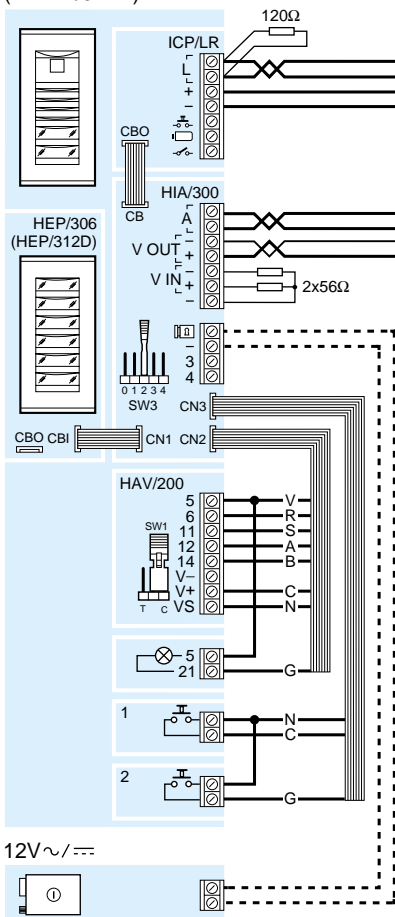 120Ω
ICP/LR
L
+
−
CBO
CB
HIA/300
A
−
V OUT
+
−
V IN
+
−
2x56Ω
HEP/306
(HEP/312D)
−
3
4
0 1 2 3 4
SW3
CN3
CBO CBI
CN1
CN2
HAV/200
5 V
6 R
11 S
12 A
14 B
V−
V+ C
VS N
SW1
T C
5
21 G
1
N
C
2
G
12V ~/⎓